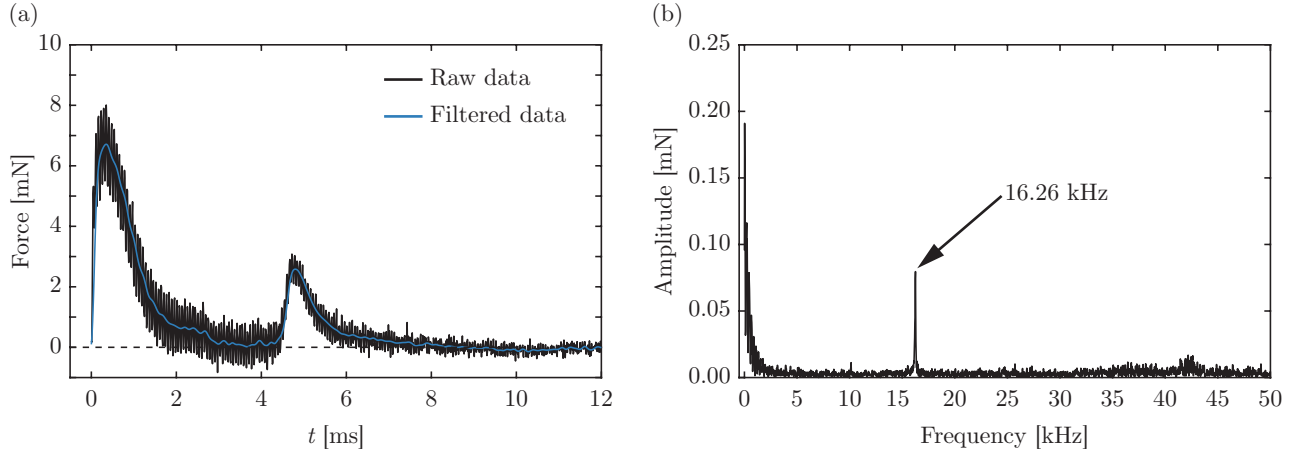 (a)
10
8
6
4
2
0
Force [mN]
0 2 4 6 8 10 12
t [ms]
Raw data
Filtered data
(b)
0.25
0.20
0.15
0.10
0.05
0.00
Amplitude [mN]
16.26 kHz
0 5 10 15 20 25 30 35 40 45 50
Frequency [kHz]